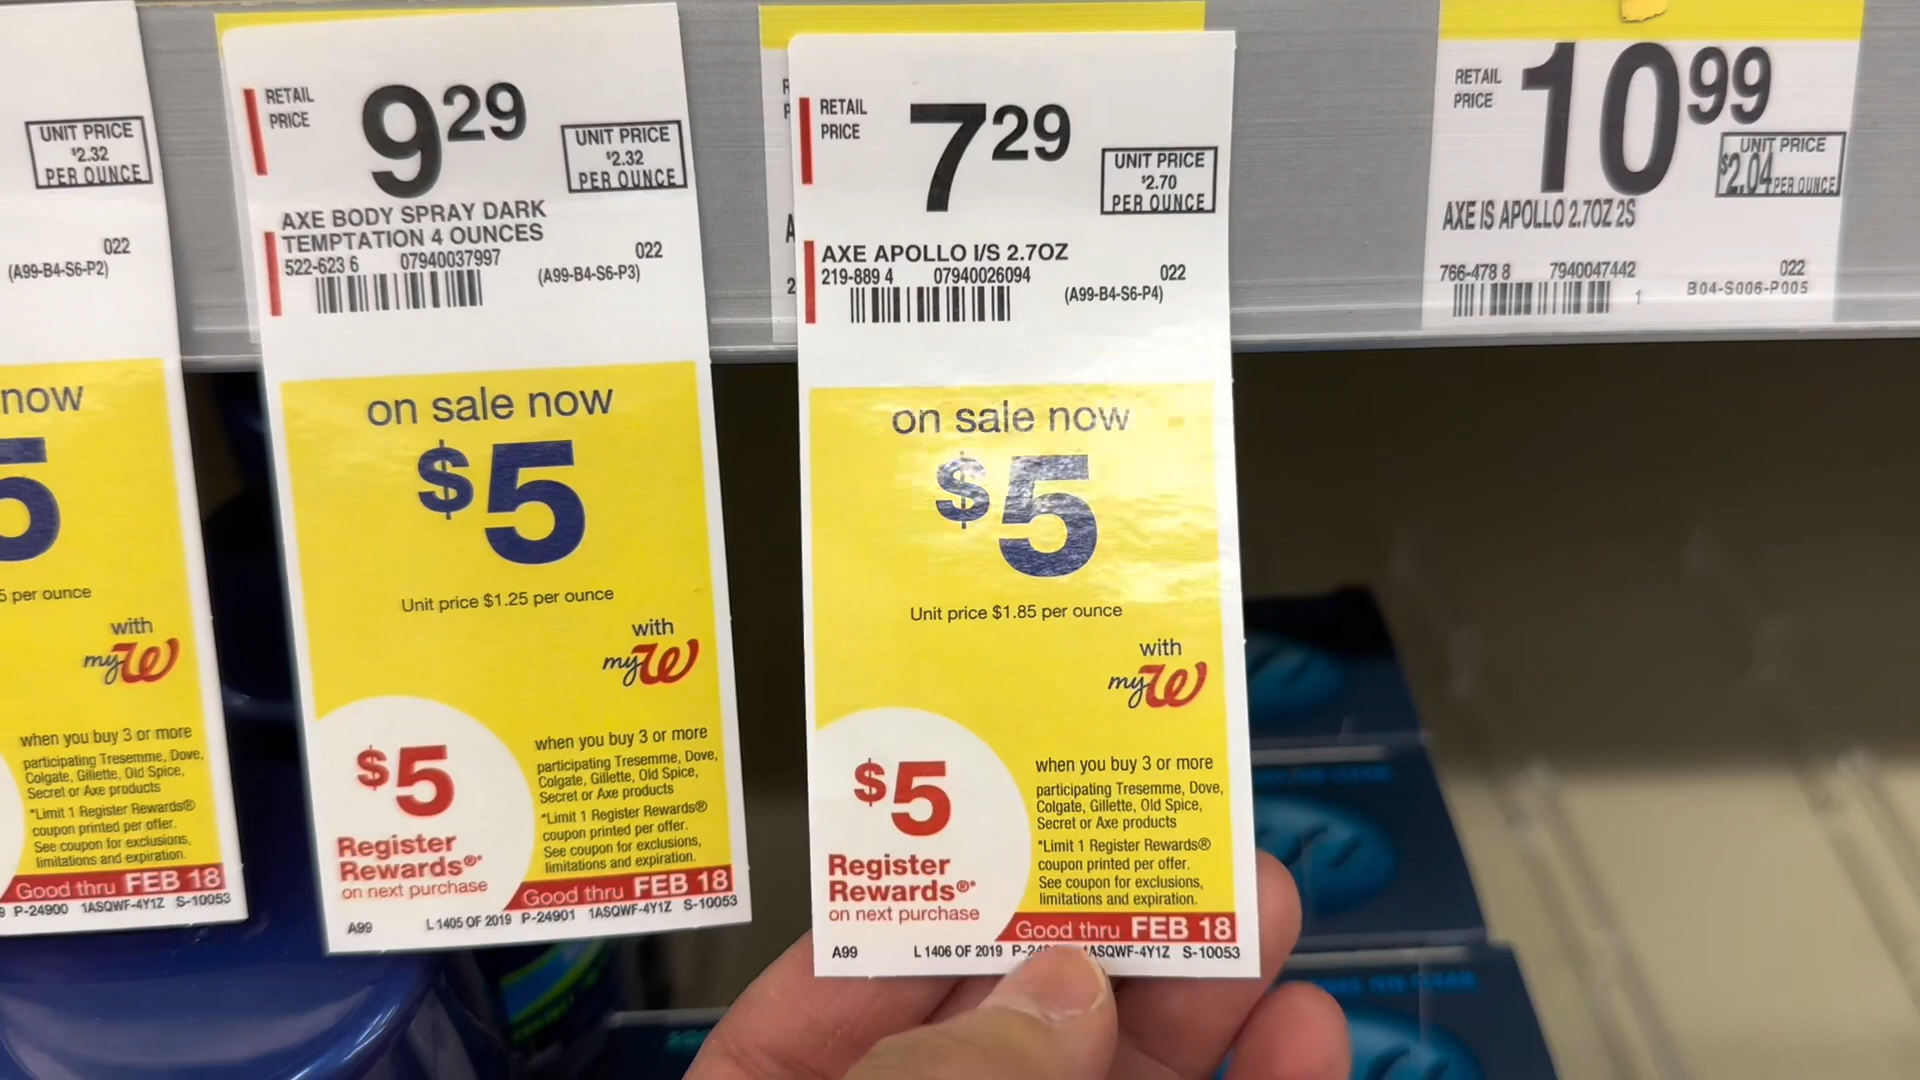 UNIT PRICE
$2.32
PER OUNCE
022
(A99-B4-S6-P2)
now
5
5 per ounce
with
myW
when you buy 3 or more
participating Tresemme, Dove,
Colgate, Gillette, Old Spice,
Secret or Axe products
*Limit 1 Register Rewards®
coupon printed per offer.
See coupon for exclusions,
limitations and expiration.
Good thru FEB 18
9 P-24900 1ASQWF-4Y1Z S-10053
RETAIL
PRICE
9 29
UNIT PRICE
$2.32
PER OUNCE
AXE BODY SPRAY DARK
TEMPTATION 4 OUNCES
522-623 6 07940037997
022
(A99-B4-S6-P3)
on sale now
$5
Unit price $1.25 per ounce
with
myW
$5
Register
Rewards®*
on next purchase
when you buy 3 or more
participating Tresemme, Dove,
Colgate, Gillette, Old Spice,
Secret or Axe products
*Limit 1 Register Rewards®
coupon printed per offer.
See coupon for exclusions,
limitations and expiration.
Good thru FEB 18
A99 L 1405 OF 2019 P-24901 1ASQWF-4Y1Z S-10053
RETAIL
PRICE
7 29
UNIT PRICE
$2.70
PER OUNCE
AXE APOLLO I/S 2.7OZ
219-889 4 07940026094
022
(A99-B4-S6-P4)
on sale now
$5
Unit price $1.85 per ounce
with
myW
$5
Register
Rewards®*
on next purchase
when you buy 3 or more
participating Tresemme, Dove,
Colgate, Gillette, Old Spice,
Secret or Axe products
*Limit 1 Register Rewards®
coupon printed per offer.
See coupon for exclusions,
limitations and expiration.
Good thru FEB 18
A99 L 1406 OF 2019 1ASQWF-4Y1Z S-10053
RETAIL
PRICE
10 99
UNIT PRICE
$2.04 PER OUNCE
AXE IS APOLLO 2.7OZ 2S
766-478 8 7940047442
1
022
B04-S006-P005